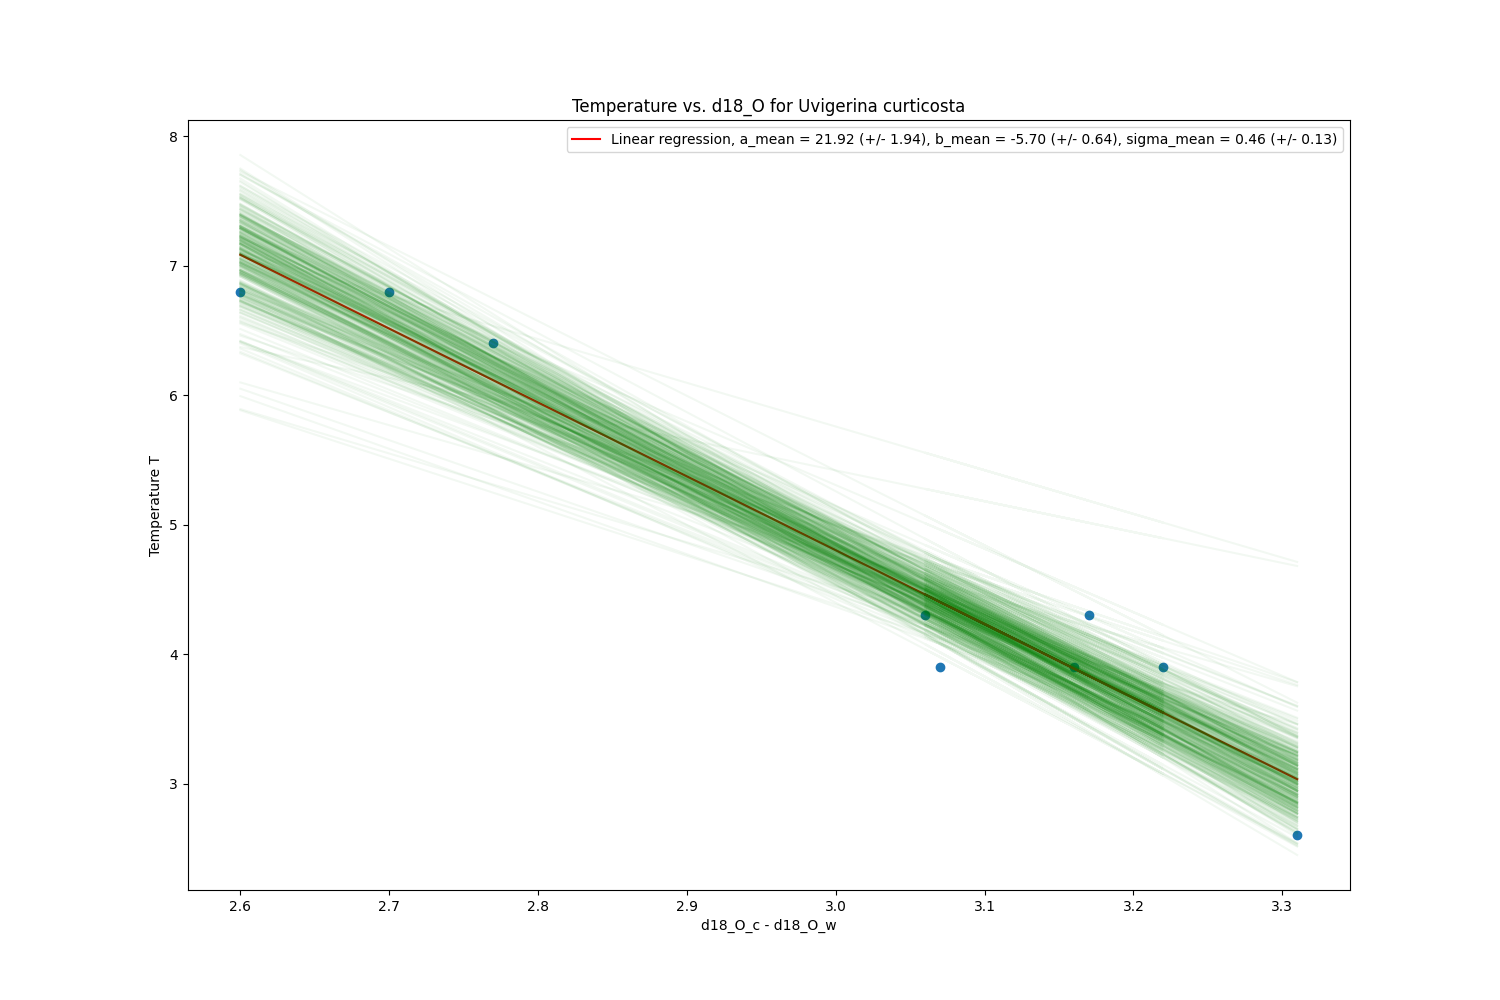 Temperature vs. d18_O for Uvigerina curticosta
Linear regression, a_mean = 21.92 (+/- 1.94), b_mean = -5.70 (+/- 0.64), sigma_mean = 0.46 (+/- 0.13)
8
7
6
5
4
3
Temperature T
2.6 2.7 2.8 2.9 3.0 3.1 3.2 3.3
d18_O_c - d18_O_w